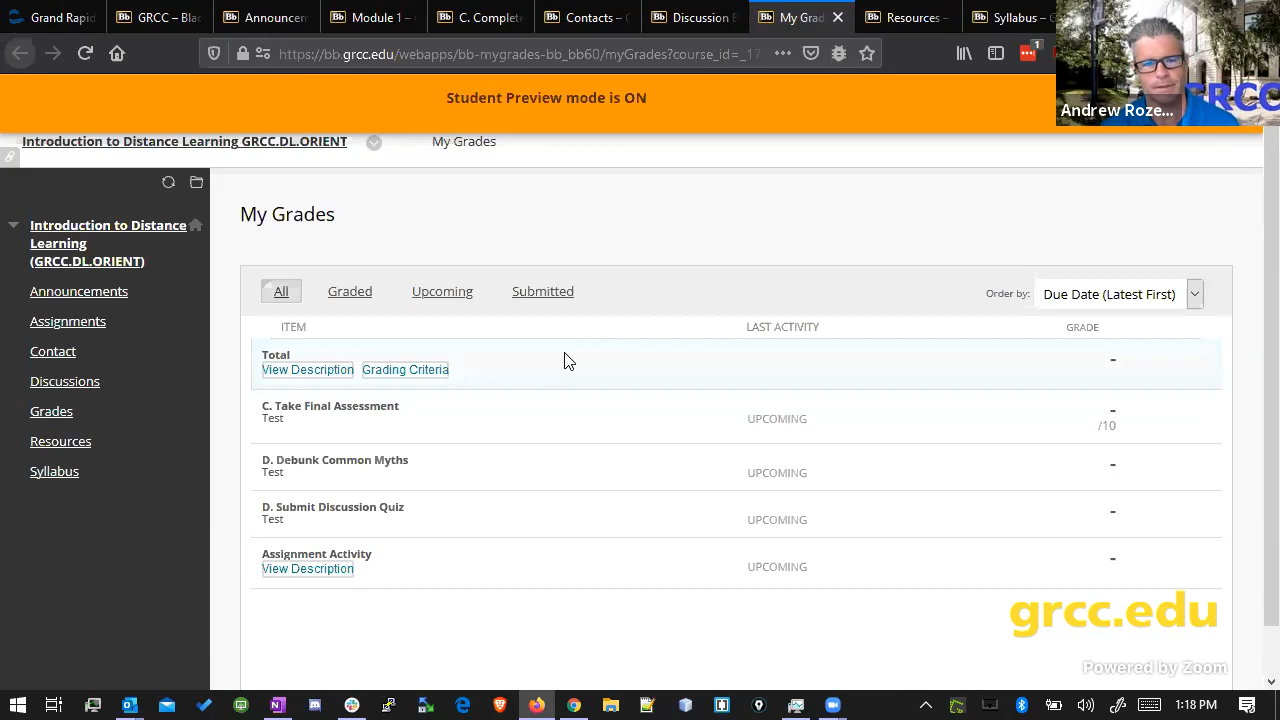 Grand Rapid
GRCC – Bla
Announcem
Module 1 –
C. Complete
Contacts – G
Discussion B
My Grad
Resources –
Syllabus – G
https://bb.grcc.edu/webapps/bb-mygrades-bb_bb60/myGrades?course_id=_17
1
Student Preview mode is ON
GRCC
Andrew Roze...
Introduction to Distance Learning GRCC.DL.ORIENT
My Grades
Introduction to Distance
Learning
(GRCC.DL.ORIENT)
Announcements
Assignments
Contact
Discussions
Grades
Resources
Syllabus
My Grades
All
Graded
Upcoming
Submitted
Order by:
Due Date (Latest First)
ITEM
LAST ACTIVITY
GRADE
Total
View Description
Grading Criteria
-
C. Take Final Assessment
Test
UPCOMING
-
/10
D. Debunk Common Myths
Test
UPCOMING
-
D. Submit Discussion Quiz
Test
UPCOMING
-
Assignment Activity
View Description
UPCOMING
-
grcc.edu
Powered by Zoom
1:18 PM